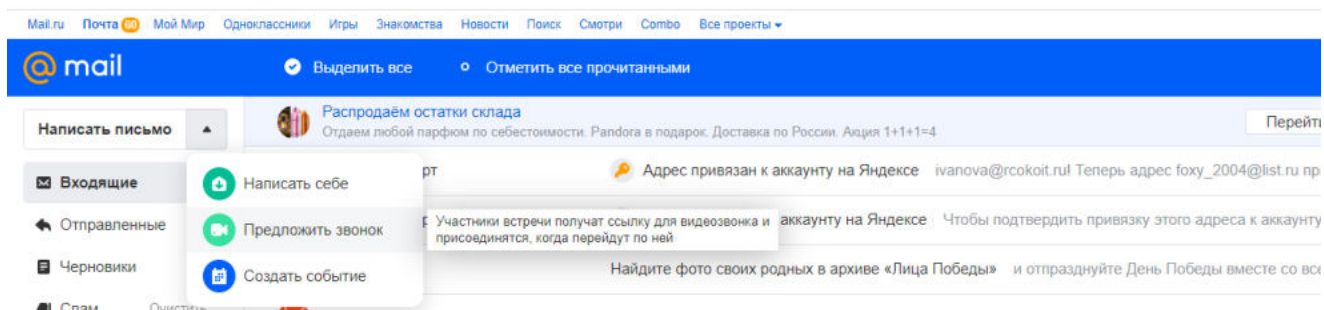 Mail.ru Почта 60 Мой Мир Одноклассники Игры Знакомства Новости Поиск Смотри Combo Все проекты
@mail Выделить все Отметить все прочитанными
Написать письмо
Распродаём остатки склада
Отдаем любой парфюм по себестоимости. Pandora в подарок. Доставка по России. Акция 1+1+1=4
Перейти
Входящие
Написать себе
рт Адрес привязан к аккаунту на Яндексе ivanova@rcokoit.ru! Теперь адрес foxy_2004@list.ru пр
Отправленные
Предложить звонок
Участники встречи получат ссылку для видеозвонка и
присоединятся, когда перейдут по ней
аккаунту на Яндексе Чтобы подтвердить привязку этого адреса к аккаунту
Черновики
Создать событие
Найдите фото своих родных в архиве «Лица Победы» и отпразднуйте День Победы вместе со все
Спам Очистить